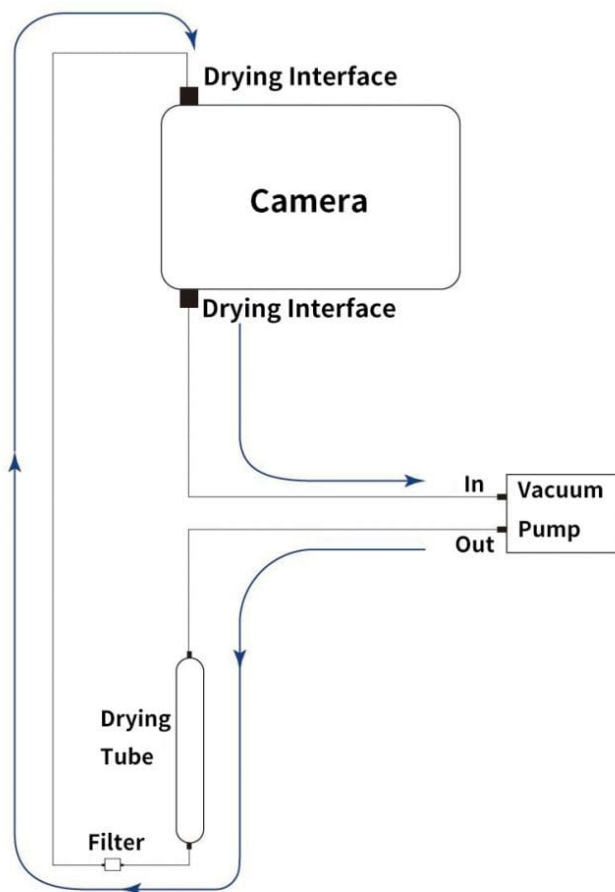 Drying Interface
Camera
Drying Interface
In
Vacuum
Pump
Out
Drying
Tube
Filter